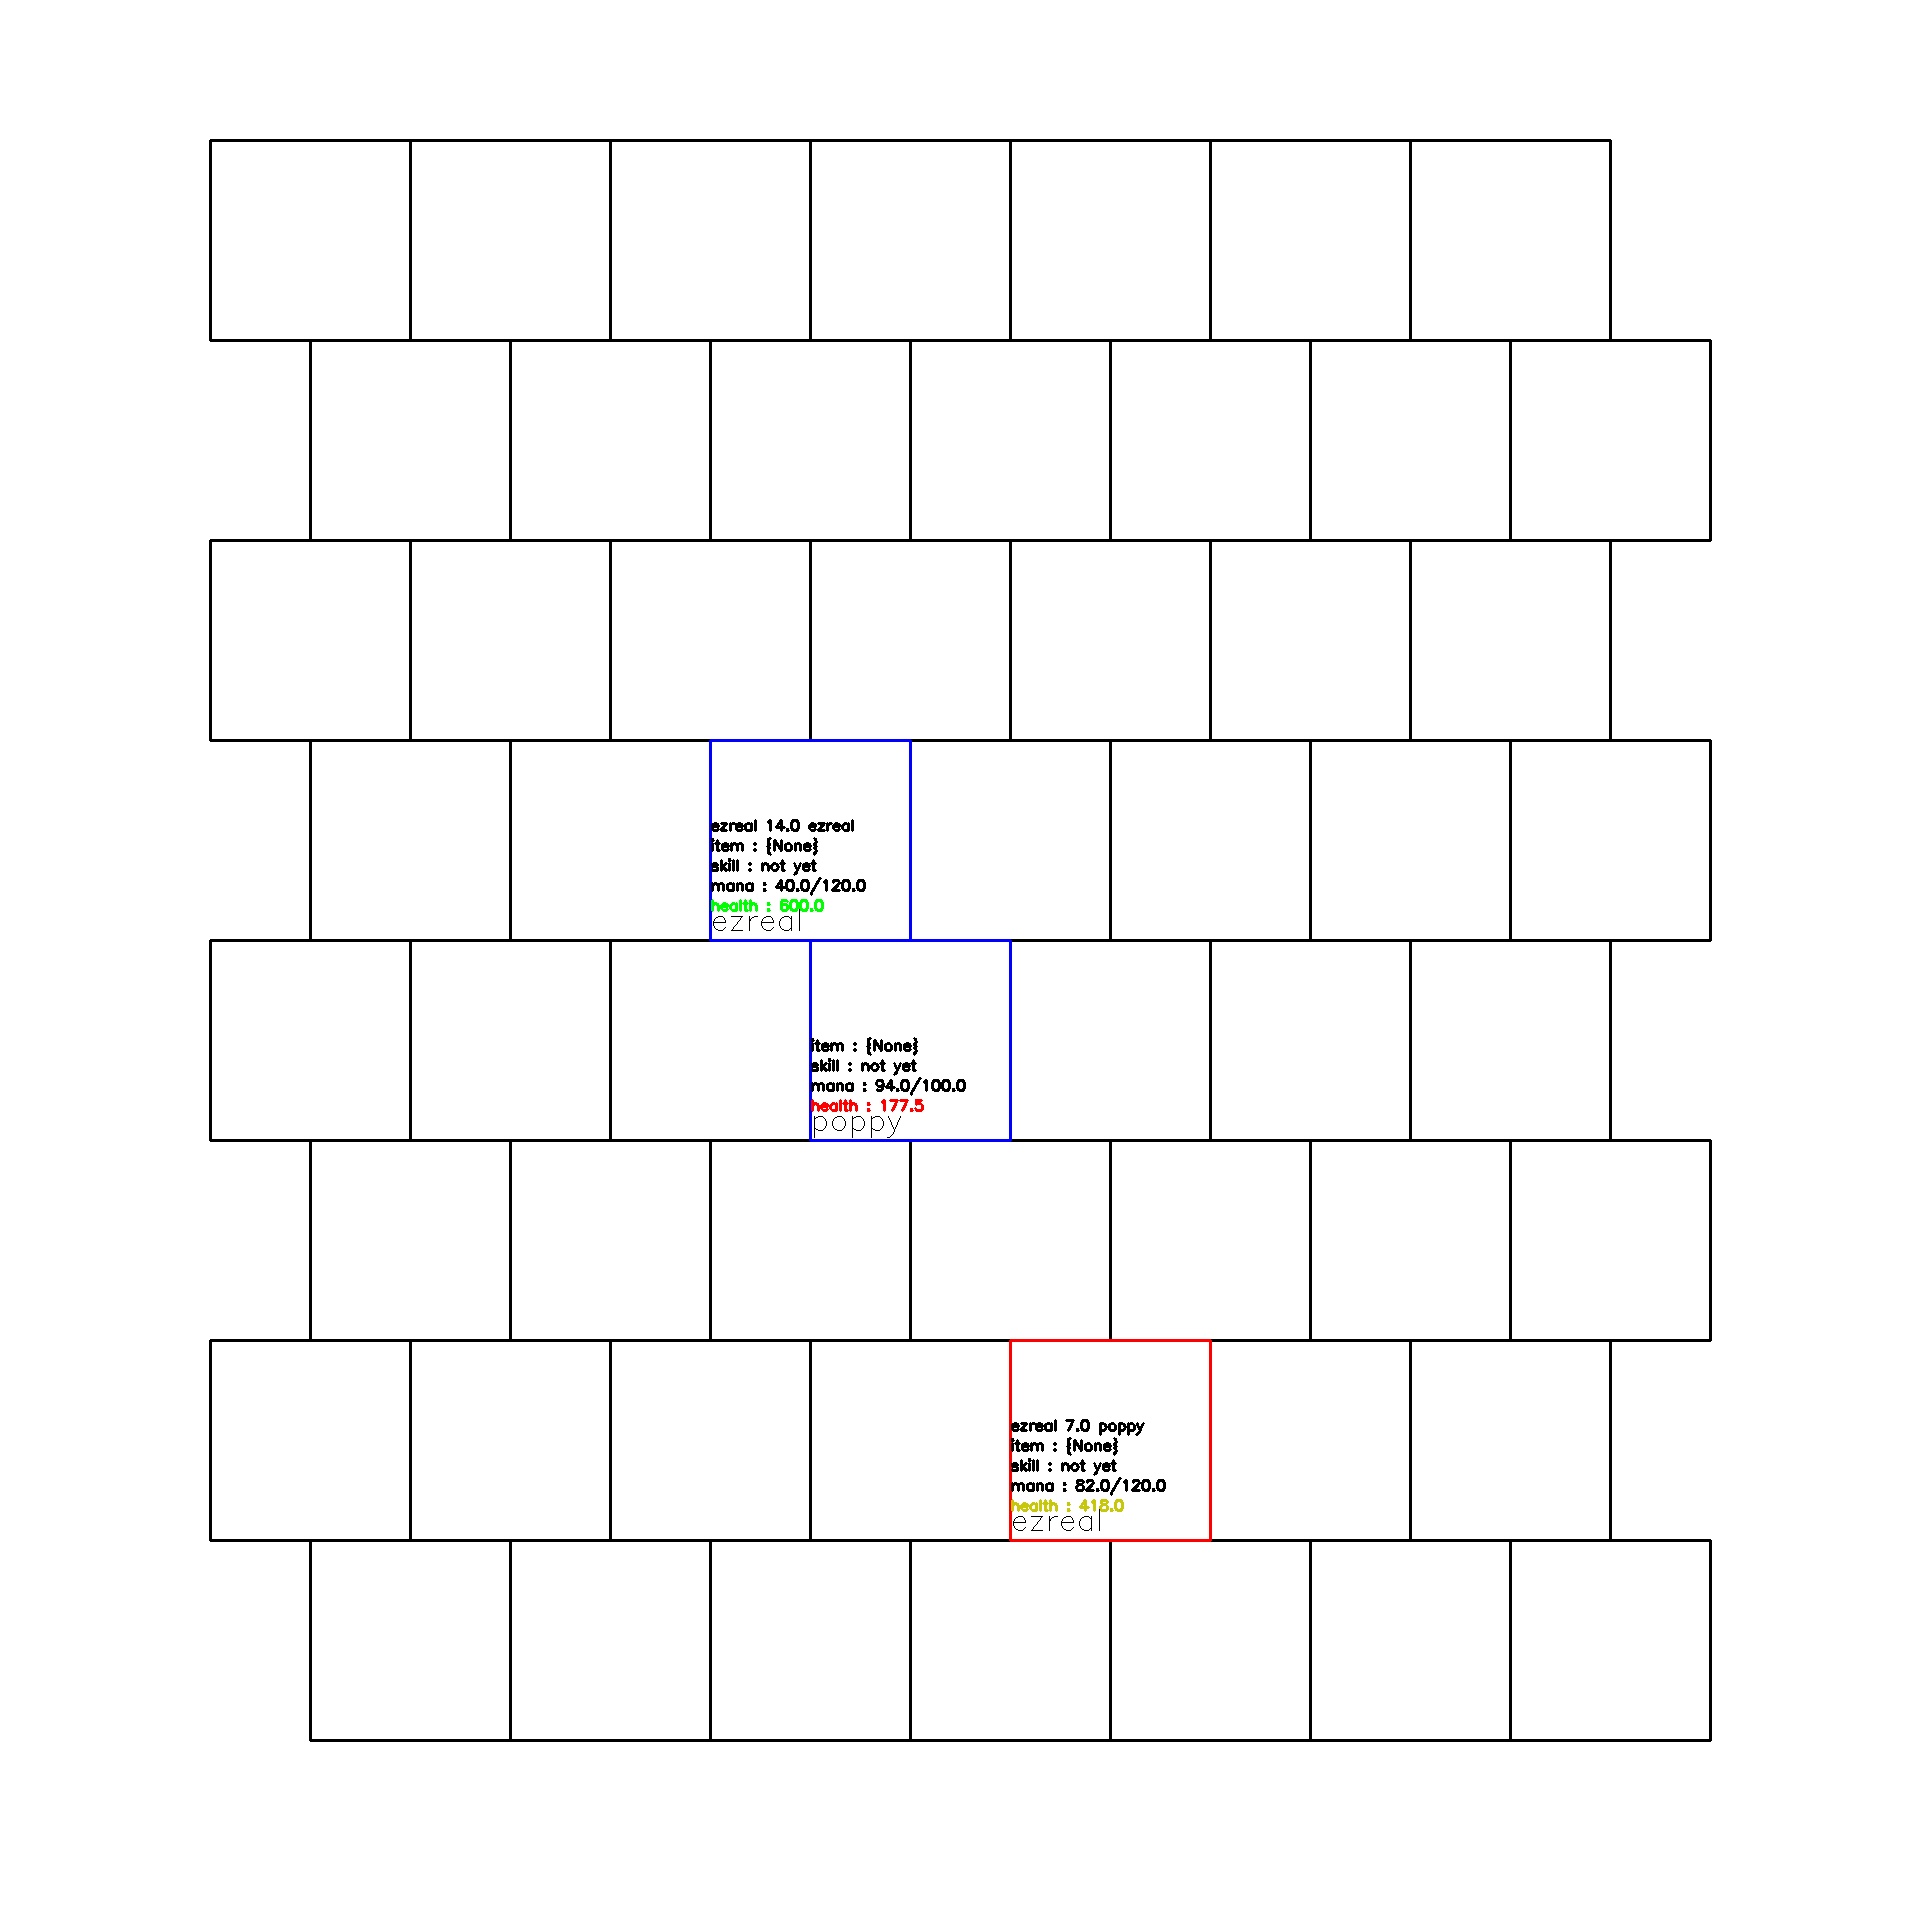 ezreal 14.0 ezreal
item : {None}
skill : not yet
mana : 40.0/120.0
health : 600.0
ezreal
item : {None}
skill : not yet
mana : 94.0/100.0
health : 177.5
poppy
ezreal 7.0 poppy
item : {None}
skill : not yet
mana : 82.0/120.0
health : 418.0
ezreal